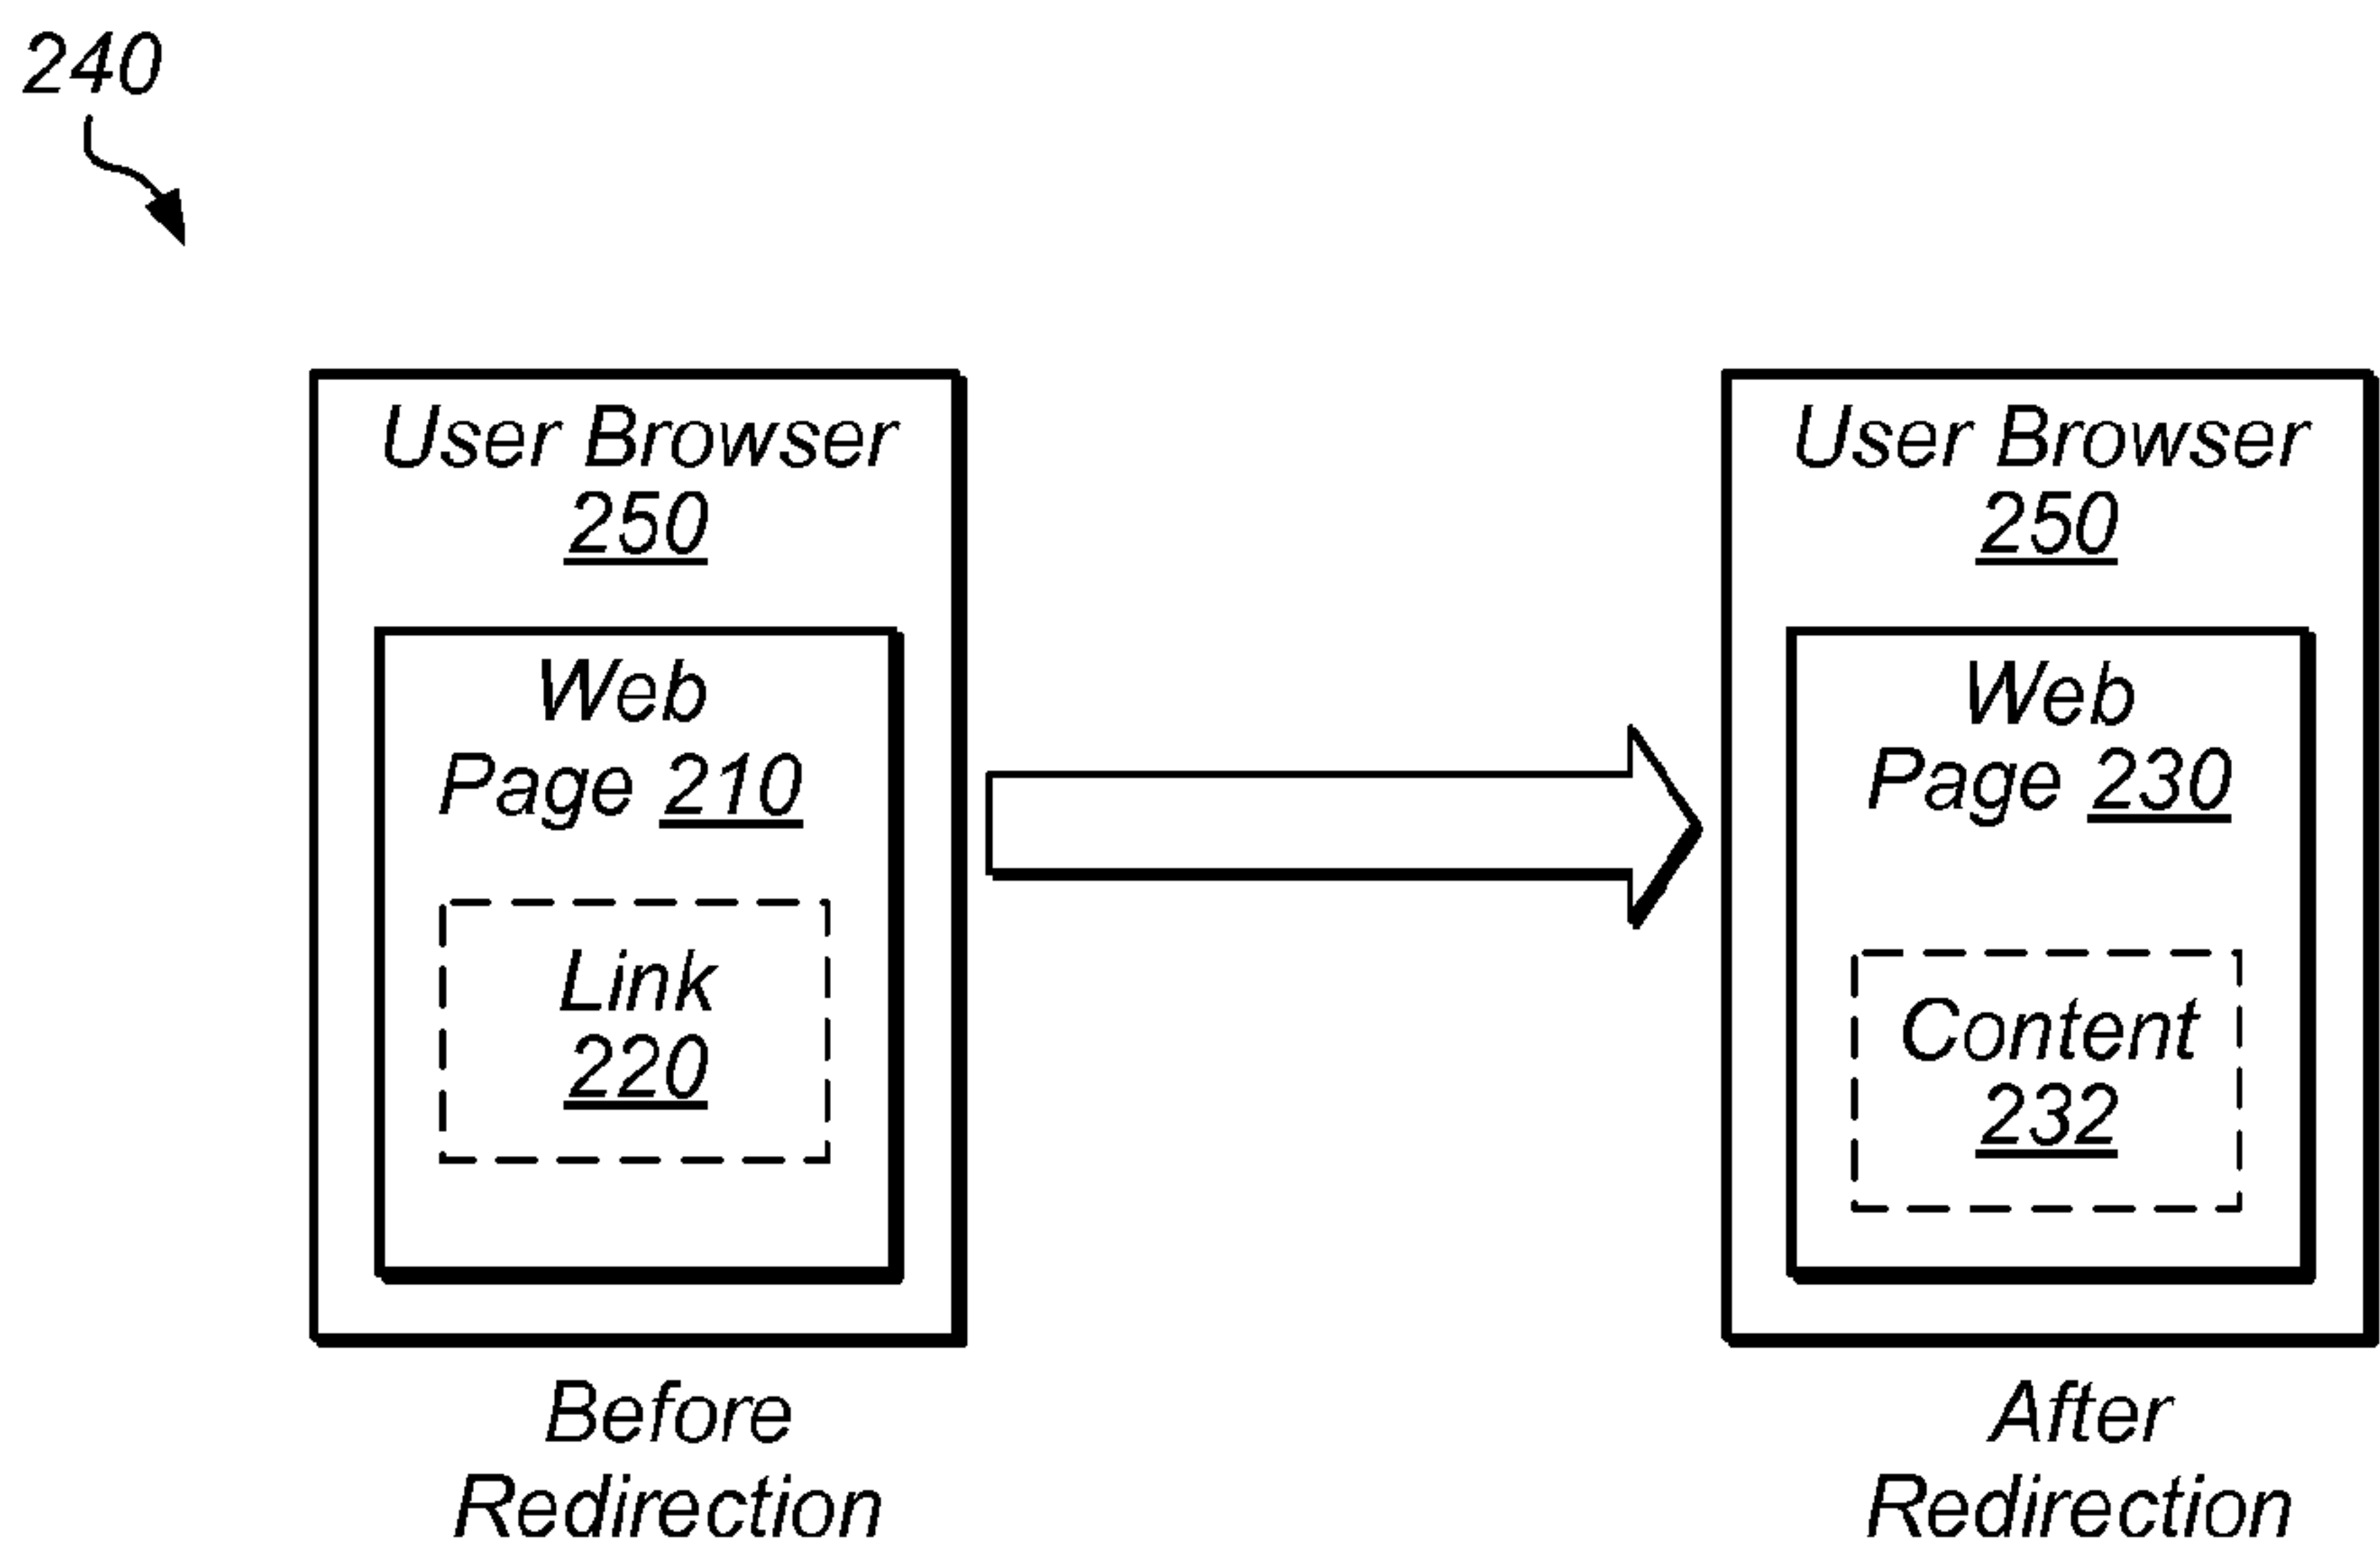 240
User Browser
250
Web
Page 210
Link
220
Before
Redirection
User Browser
250
Web
Page 230
Content
232
After
Redirection